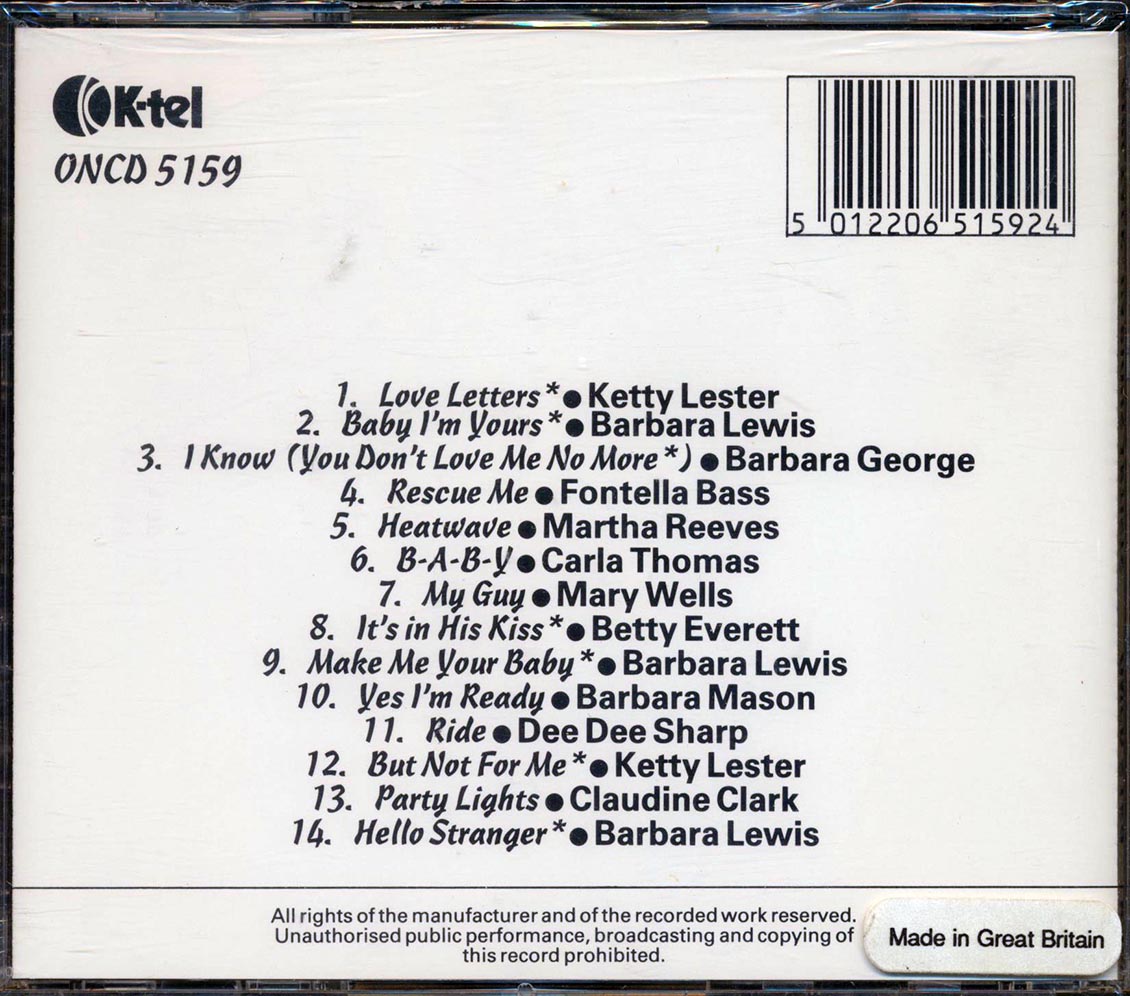 K-tel
ONCD 5159
5 012206 515924
1. Love Letters* ● Ketty Lester
2. Baby I'm Yours* ● Barbara Lewis
3. I Know (You Don't Love Me No More*) ● Barbara George
4. Rescue Me ● Fontella Bass
5. Heatwave ● Martha Reeves
6. B-A-B-Y ● Carla Thomas
7. My Guy ● Mary Wells
8. It's in His Kiss* ● Betty Everett
9. Make Me Your Baby* ● Barbara Lewis
10. Yes I'm Ready ● Barbara Mason
11. Ride ● Dee Dee Sharp
12. But Not For Me* ● Ketty Lester
13. Party Lights ● Claudine Clark
14. Hello Stranger* ● Barbara Lewis
All rights of the manufacturer and of the recorded work reserved.
Unauthorised public performance, broadcasting and copying of
this record prohibited.
Made in Great Britain